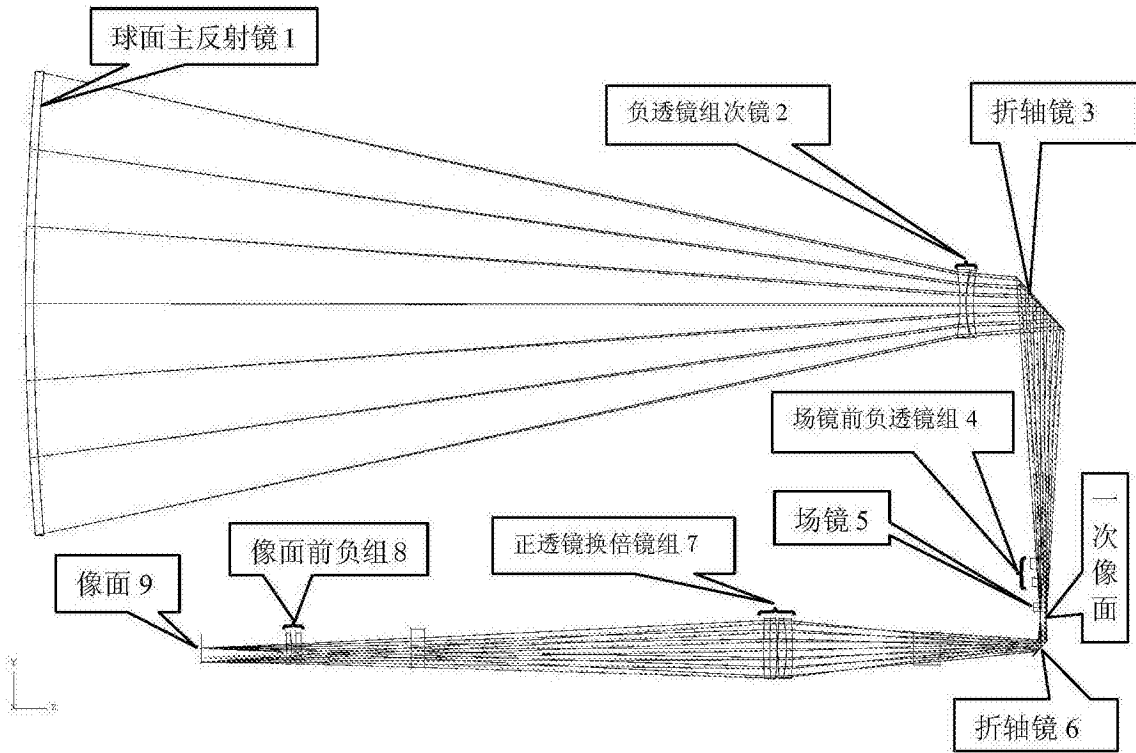 球面主反射镜 1
负透镜组次镜 2
折轴镜 3
场镜前负透镜组 4
场镜 5
一次像面
正透镜换倍镜组 7
像面前负组 8
像面 9
折轴镜 6
Y
Z